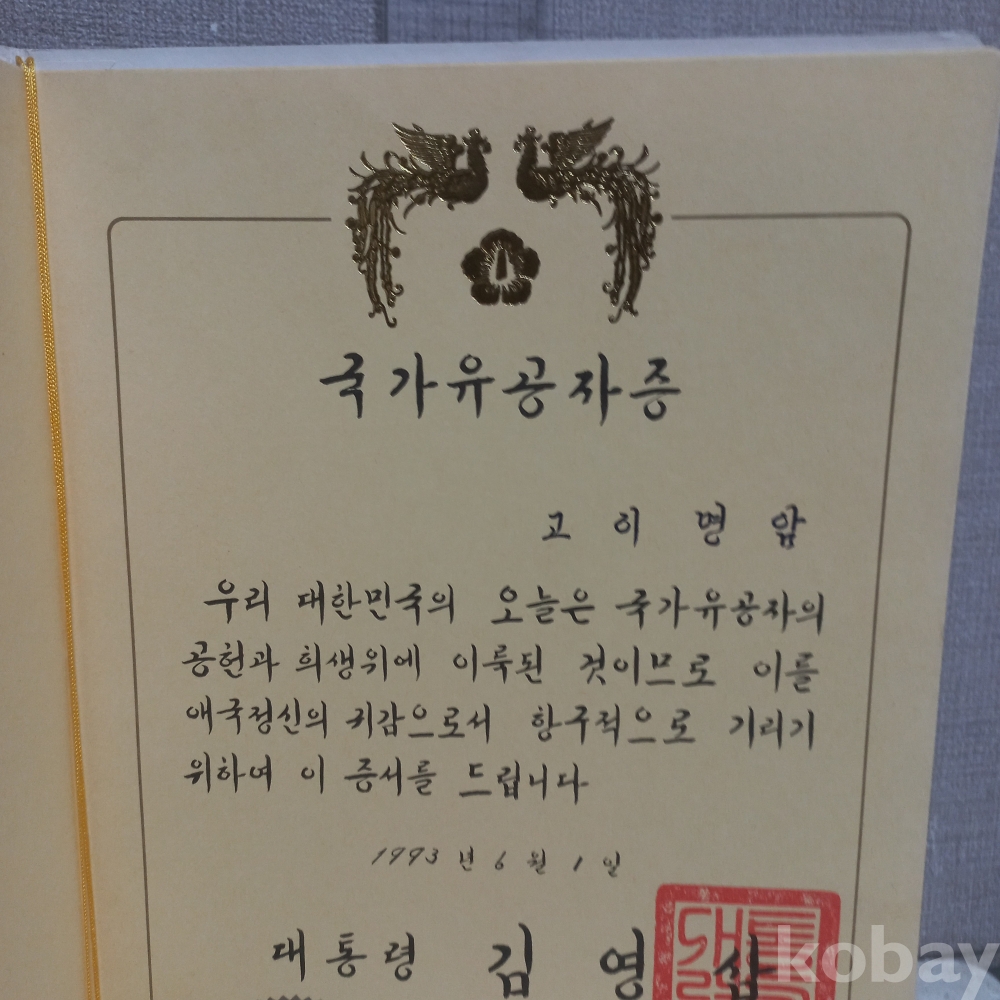 국가유공자증
고 이 명 앞
우리 대한민국의 오늘은 국가유공자의
공헌과 희생위에 이룩된 것이므로 이를
애국정신의 귀감으로서 항구적으로 기리기
위하여 이 증서를 드립니다
1993 년 6 월 1 일
대통령 김 영 삼
kobay